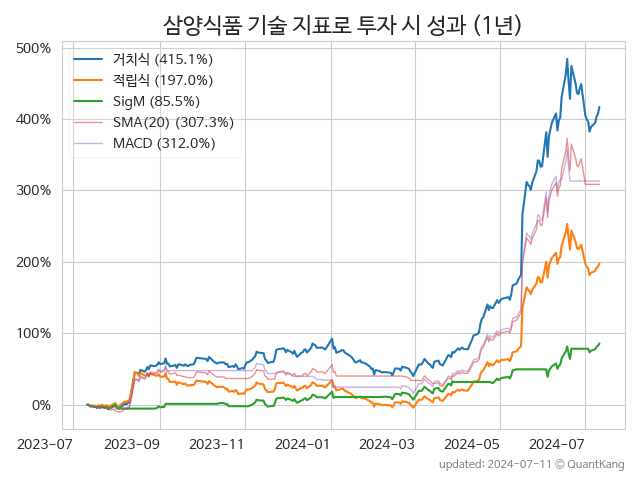 삼양식품 기술 지표로 투자 시 성과 (1년)
500%
400%
300%
200%
100%
0%
거치식 (415.1%)
적립식 (197.0%)
SigM (85.5%)
SMA(20) (307.3%)
MACD (312.0%)
2023-07 2023-09 2023-11 2024-01 2024-03 2024-05 2024-07
updated: 2024-07-11 © QuantKang